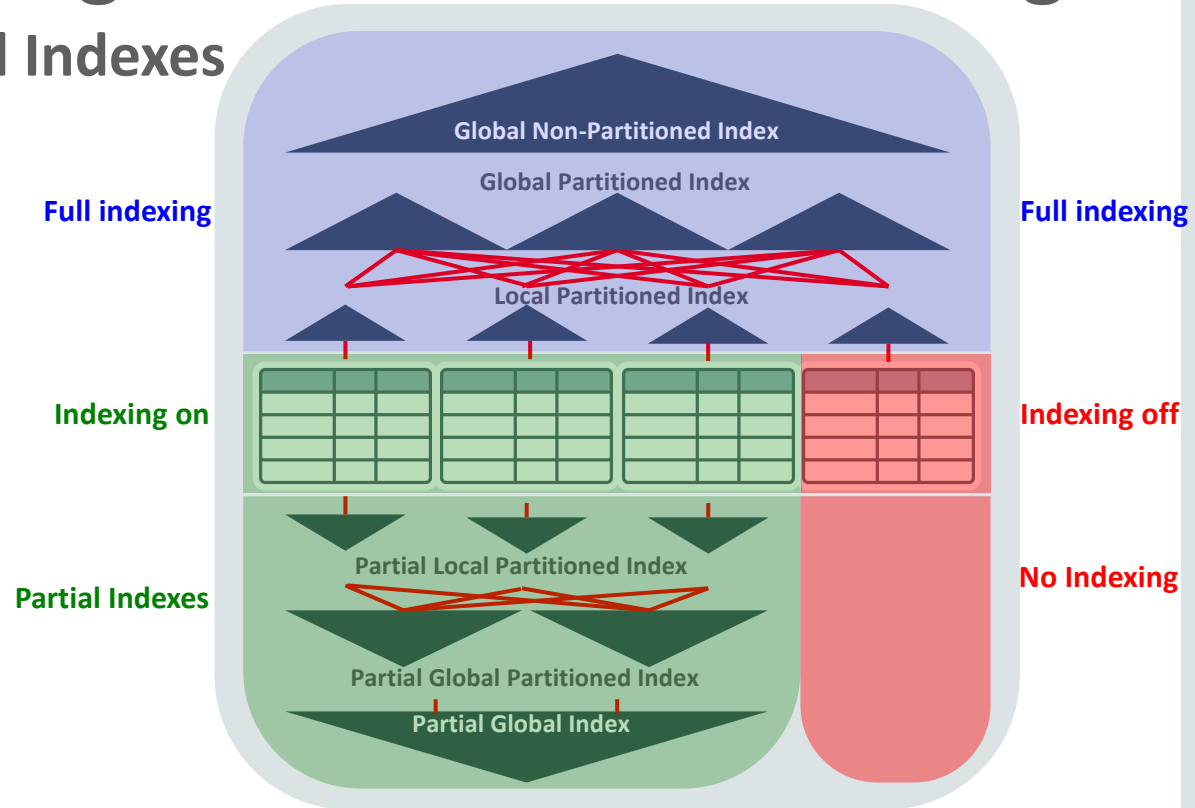 Indexes
Global Non-Partitioned Index
Global Partitioned Index
Full indexing
Full indexing
Local Partitioned Index
Indexing on
Indexing off
Partial Local Partitioned Index
No Indexing
Partial Indexes
Partial Global Partitioned Index
Partial Global Index